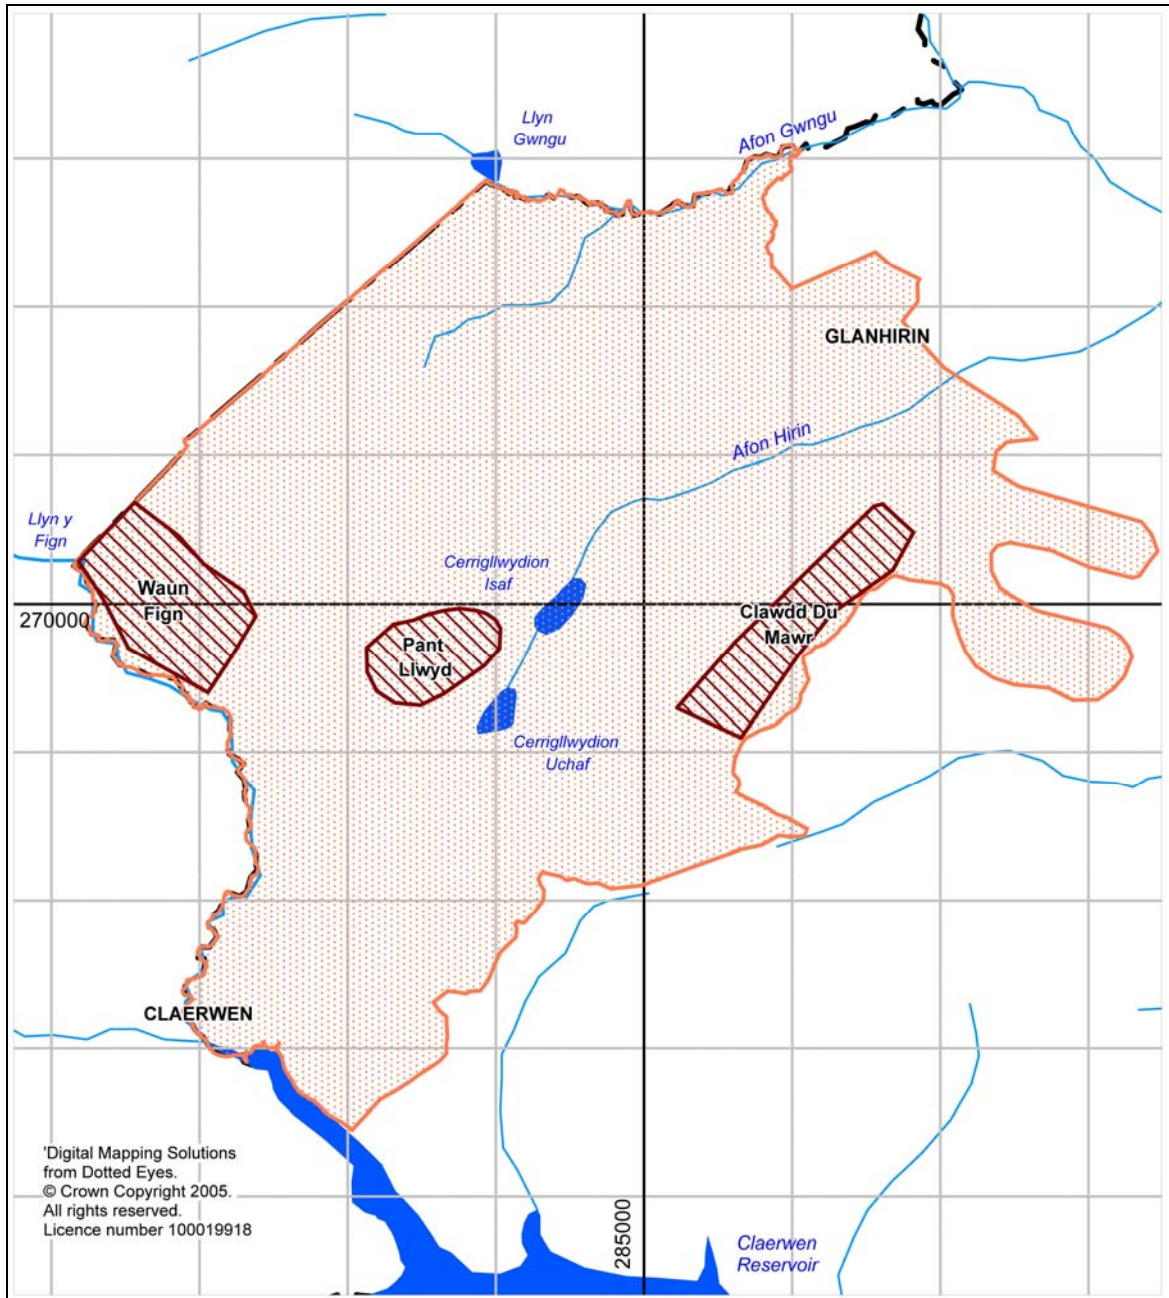 Llyn
Gwngu
Afon Gwngu
GLANHIRIN
Afon Hirin
Llyn y
Fign
Cerrigllwydion
Isaf
Waun
Fign
270000
Pant
Llwyd
Clawdd Du
Mawr
Cerrigllwydion
Uchaf
CLAERWEN
'Digital Mapping Solutions
from Dotted Eyes.
© Crown Copyright 2005.
All rights reserved.
Licence number 100019918
285000
Claerwen
Reservoir